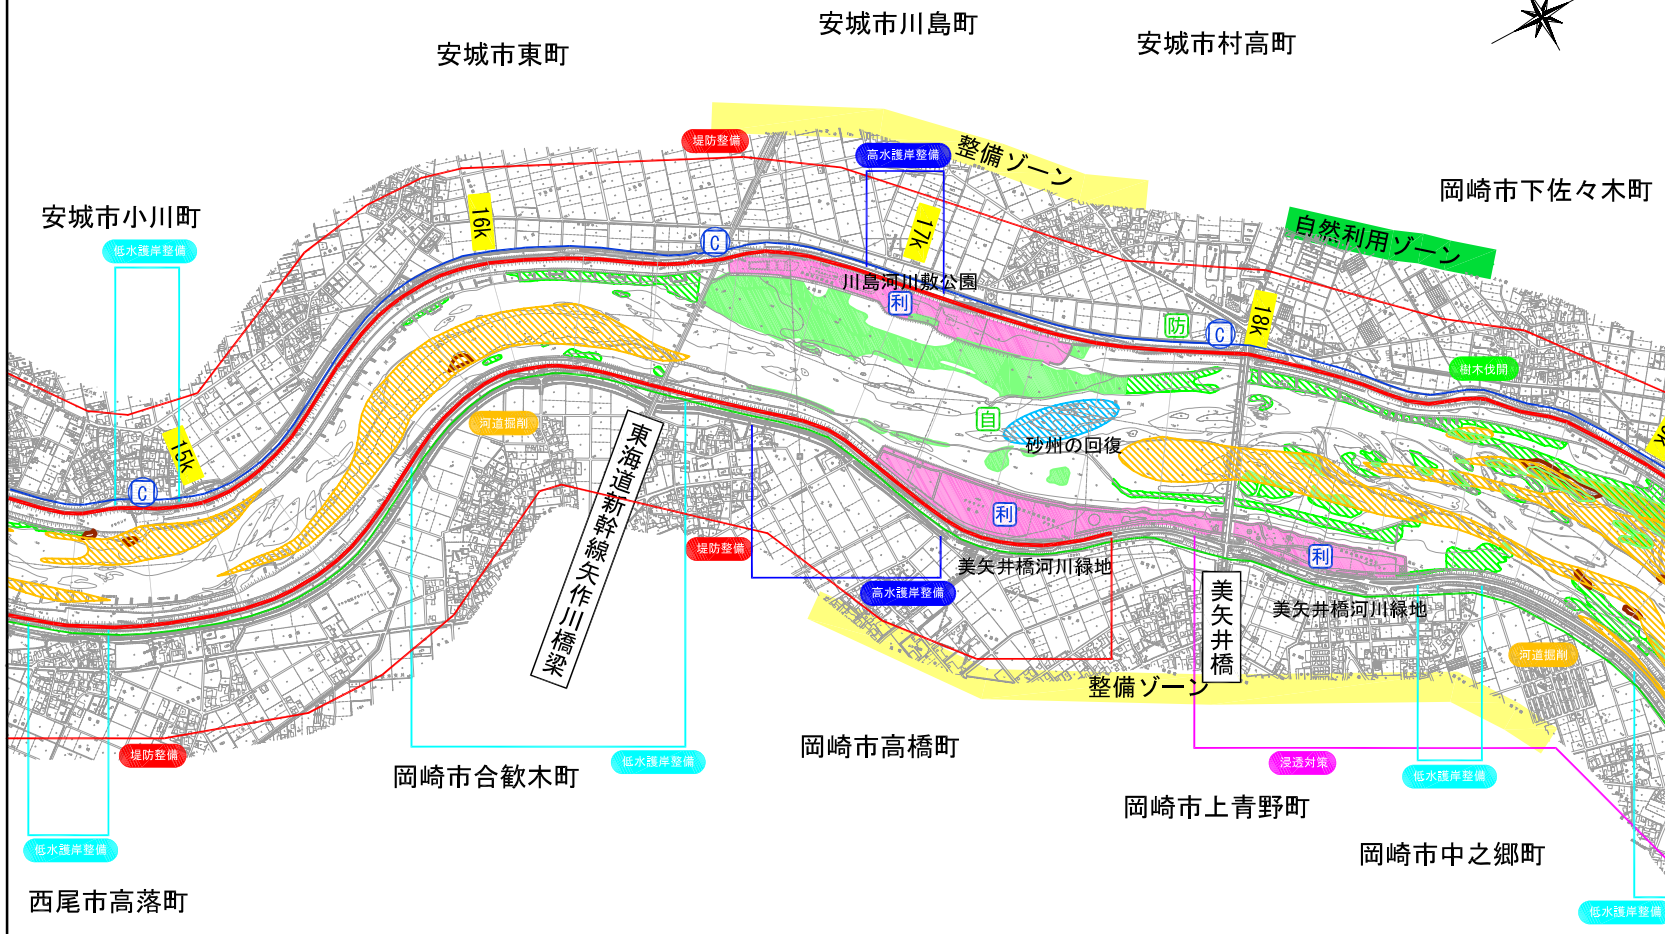 安城市川島町
安城市東町
安城市村高町
堤防整備
高水護岸整備
整備ゾーン
岡崎市下佐々木町
安城市小川町
16k
17k
自然利用ゾーン
低水護岸整備
C
川島河川敷公園
利
18k
防
C
樹木伐開
河道掘削
自
砂州の回復
15k
C
東海道新幹線矢作川橋梁
利
堤防整備
美矢井橋河川緑地
利
高水護岸整備
美矢井橋
美矢井橋河川緑地
河道掘削
整備ゾーン
堤防整備
岡崎市合歓木町
低水護岸整備
岡崎市高橋町
浸透対策
低水護岸整備
岡崎市上青野町
低水護岸整備
岡崎市中之郷町
西尾市高落町
低水護岸整備